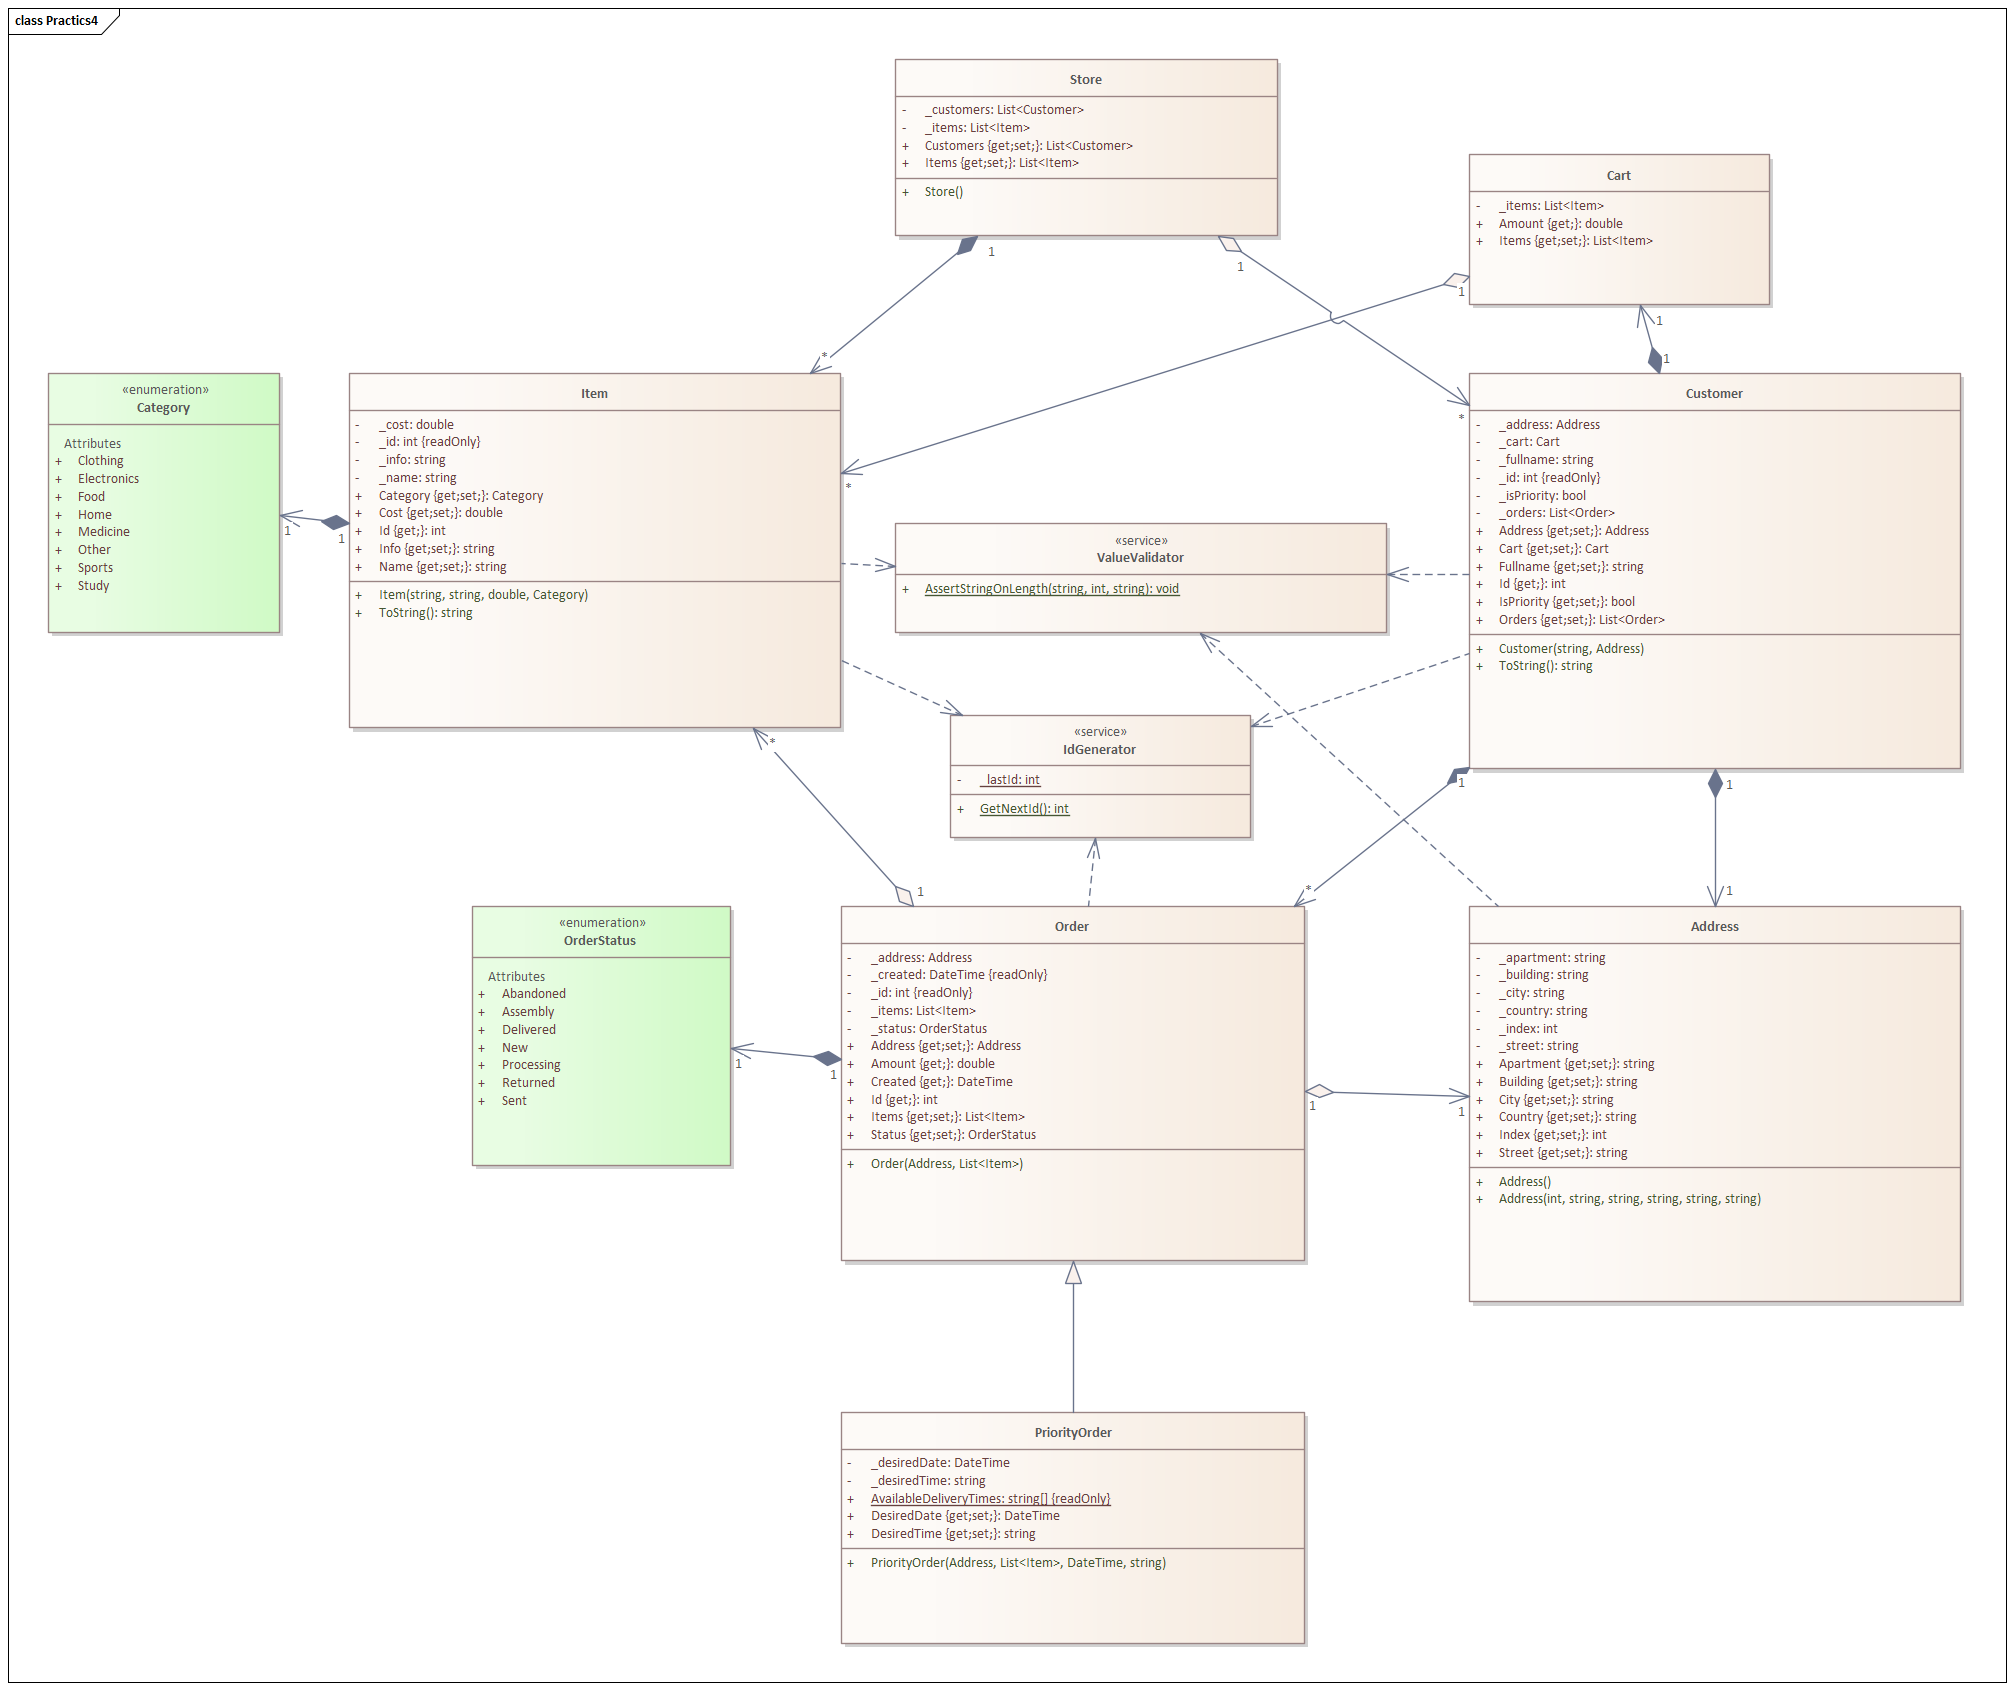 class Practics4
Store
- _customers: List<Customer>
- _items: List<Item>
+ Customers {get;set;}: List<Customer>
+ Items {get;set;}: List<Item>
+ Store()
1
1
Cart
- _items: List<Item>
+ Amount {get;}: double
+ Items {get;set;}: List<Item>
1
1
1
*
*
*
«enumeration»
Category
Attributes
+ Clothing
+ Electronics
+ Food
+ Home
+ Medicine
+ Other
+ Sports
+ Study
1
1
Item
- _cost: double
- _id: int {readOnly}
- _info: string
- _name: string
+ Category {get;set;}: Category
+ Cost {get;set;}: double
+ Id {get;}: int
+ Info {get;set;}: string
+ Name {get;set;}: string
+ Item(string, string, double, Category)
+ ToString(): string
«service»
ValueValidator
+ AssertStringOnLength(string, int, string): void
Customer
- _address: Address
- _cart: Cart
- _fullname: string
- _id: int {readOnly}
- _isPriority: bool
- _orders: List<Order>
+ Address {get;set;}: Address
+ Cart {get;set;}: Cart
+ Fullname {get;set;}: string
+ Id {get;}: int
+ IsPriority {get;set;}: bool
+ Orders {get;set;}: List<Order>
+ Customer(string, Address)
+ ToString(): string
«service»
IdGenerator
- _lastId: int
+ GetNextId(): int
*
1
1
1
*
1
«enumeration»
OrderStatus
Attributes
+ Abandoned
+ Assembly
+ Delivered
+ New
+ Processing
+ Returned
+ Sent
1
1
Order
- _address: Address
- _created: DateTime {readOnly}
- _id: int {readOnly}
- _items: List<Item>
- _status: OrderStatus
+ Address {get;set;}: Address
+ Amount {get;}: double
+ Created {get;}: DateTime
+ Id {get;}: int
+ Items {get;set;}: List<Item>
+ Status {get;set;}: OrderStatus
+ Order(Address, List<Item>)
1
1
Address
- _apartment: string
- _building: string
- _city: string
- _country: string
- _index: int
- _street: string
+ Apartment {get;set;}: string
+ Building {get;set;}: string
+ City {get;set;}: string
+ Country {get;set;}: string
+ Index {get;set;}: int
+ Street {get;set;}: string
+ Address()
+ Address(int, string, string, string, string, string)
PriorityOrder
- _desiredDate: DateTime
- _desiredTime: string
+ AvailableDeliveryTimes: string[] {readOnly}
+ DesiredDate {get;set;}: DateTime
+ DesiredTime {get;set;}: string
+ PriorityOrder(Address, List<Item>, DateTime, string)